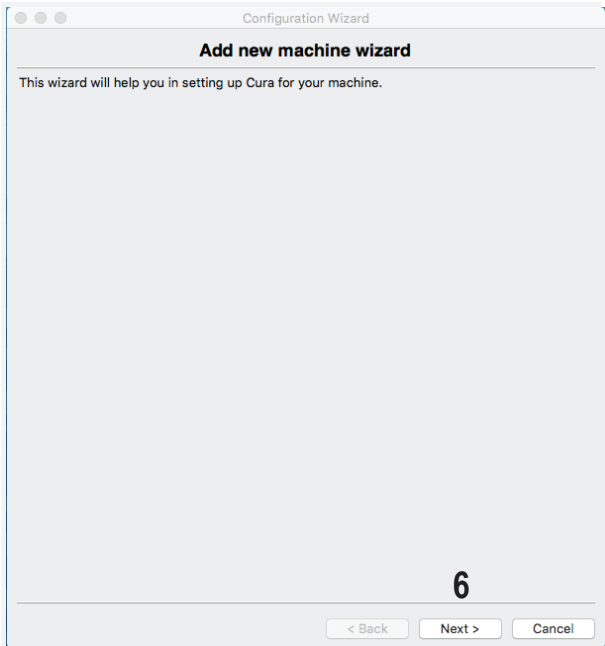 Configuration Wizard
Add new machine wizard
This wizard will help you in setting up Cura for your machine.
6
< Back Next > Cancel